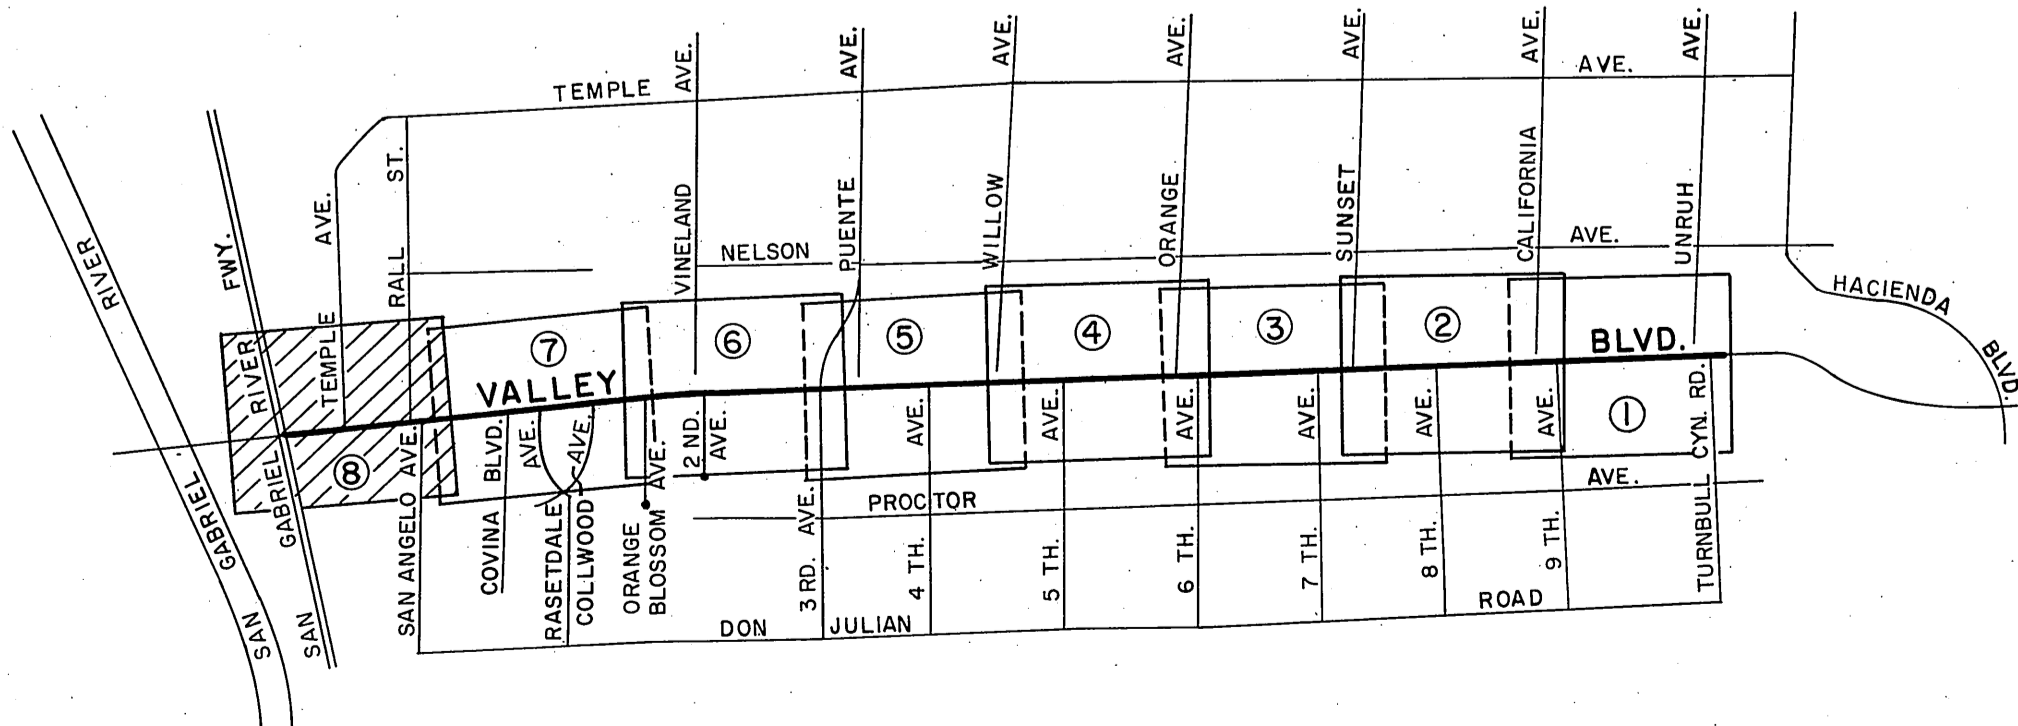 TEMPLE AVE.
AVE. AVE. AVE. AVE. AVE. AVE. AVE.
VINELAND
PUENTE
WILLOW
ORANGE
SUNSET
CALIFORNIA
UNRUH
NELSON AVE.
RIVER
FWY.
TEMPLE AVE.
RALL ST.
HACIENDA BLVD.
RIVER
⑦ ⑥ ⑤ ④ ③ ②
VALLEY BLVD.
⑧
①
SAN GABRIEL
SAN GABRIEL
SAN ANGELO AVE.
COVINA BLVD.
RASETDALE AVE.
COLLWOOD AVE.
ORANGE
BLOSSOM AVE.
2 ND. AVE.
3 RD. AVE.
4 TH. AVE.
5 TH. AVE.
6 TH. AVE.
7 TH. AVE.
8 TH. AVE.
9 TH. AVE.
TURNBULL CYN. RD.
PROCTOR AVE.
DON JULIAN ROAD